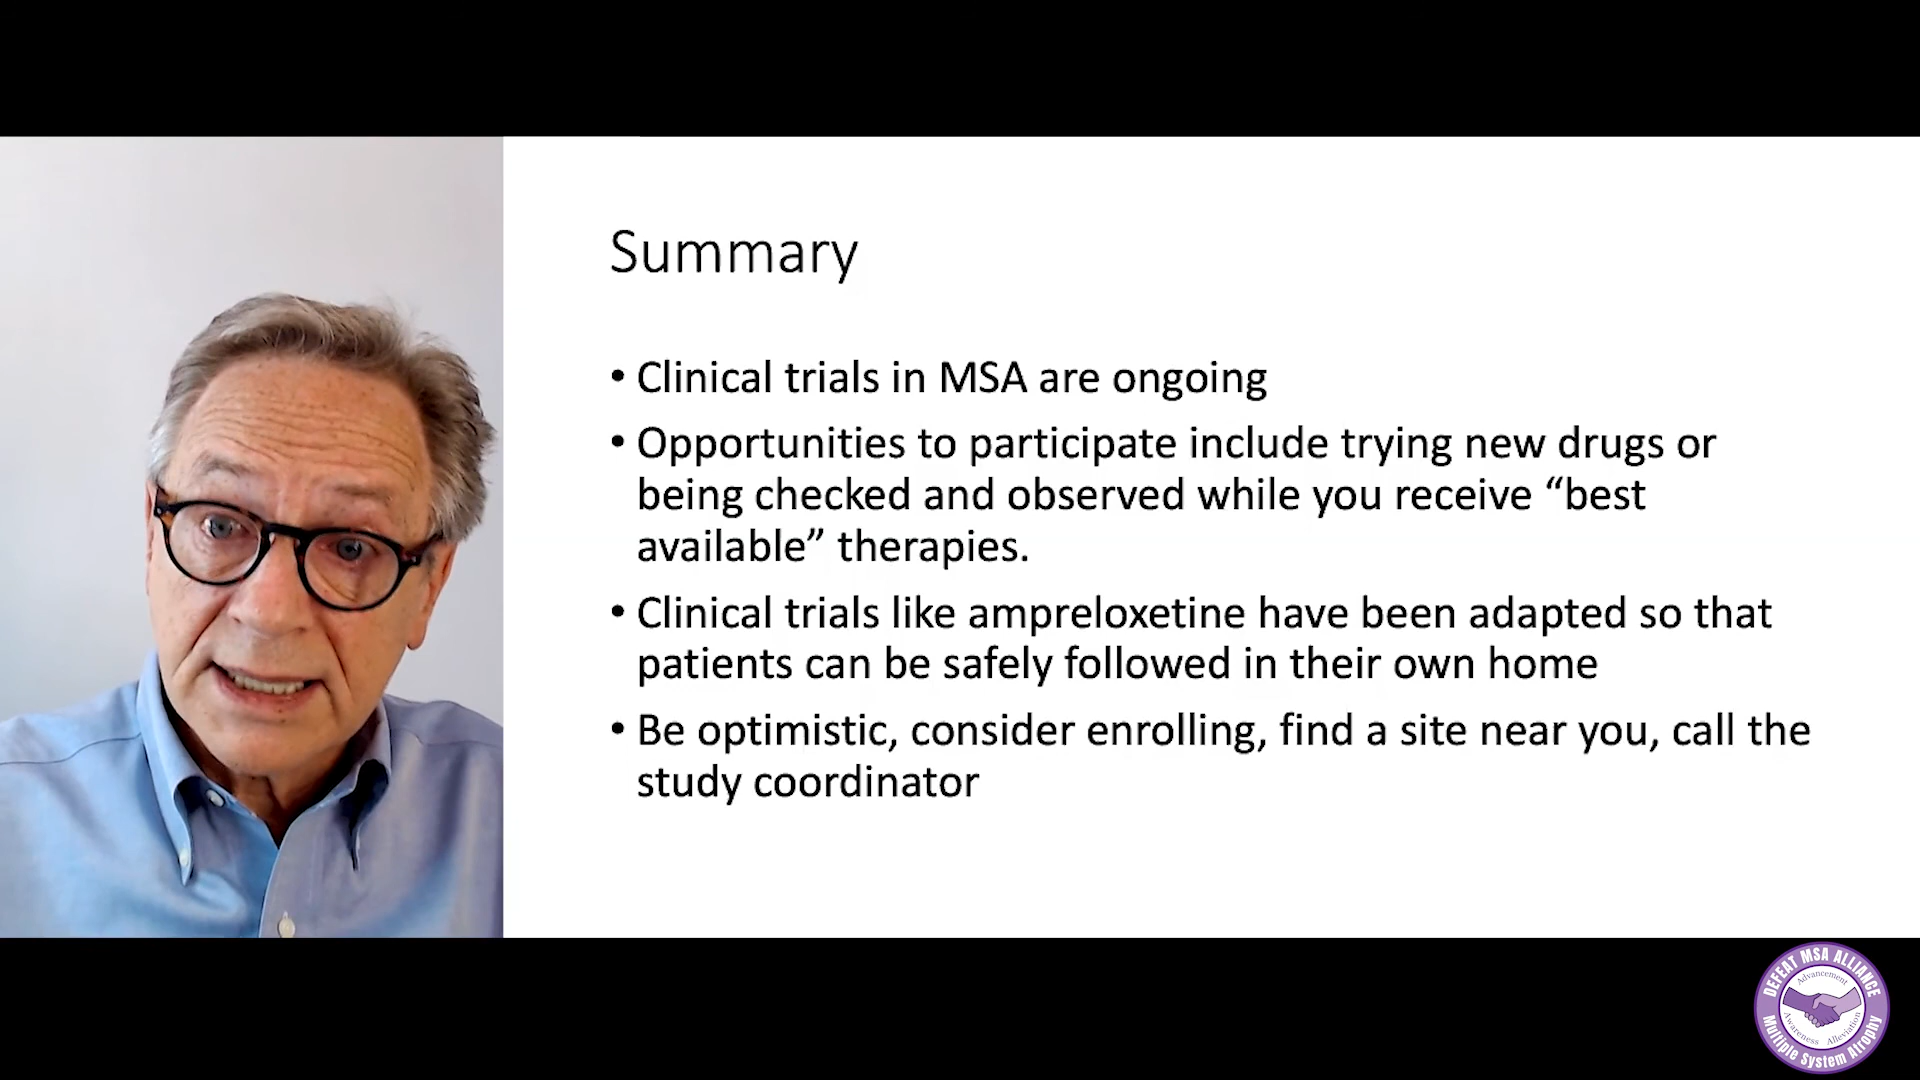 Summary
• Clinical trials in MSA are ongoing
• Opportunities to participate include trying new drugs or
being checked and observed while you receive “best
available” therapies.
• Clinical trials like ampreloxetine have been adapted so that
patients can be safely followed in their own home
• Be optimistic, consider enrolling, find a site near you, call the
study coordinator
DEFEAT MSA ALLIANCE
Advancement
Awareness Alleviation
Multiple System Atrophy